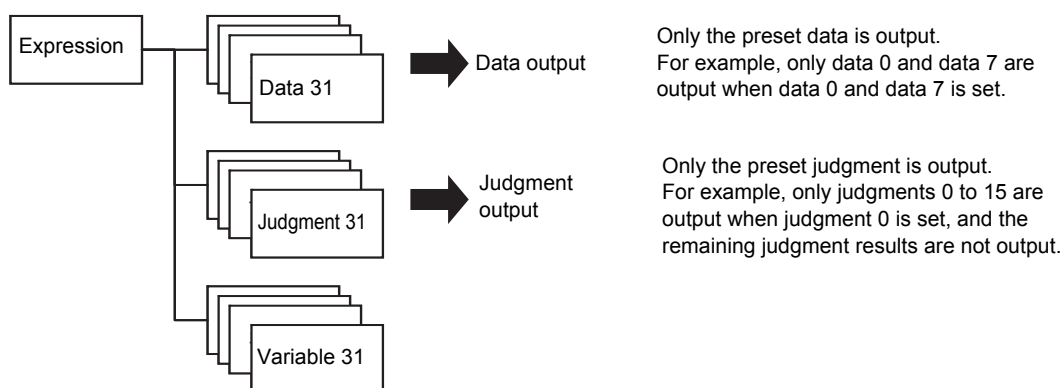 Expression
Data 31
Data output
Only the preset data is output.
For example, only data 0 and data 7 are
output when data 0 and data 7 is set.
Judgment 31
Judgment
output
Only the preset judgment is output.
For example, only judgments 0 to 15 are
output when judgment 0 is set, and the
remaining judgment results are not output.
Variable 31